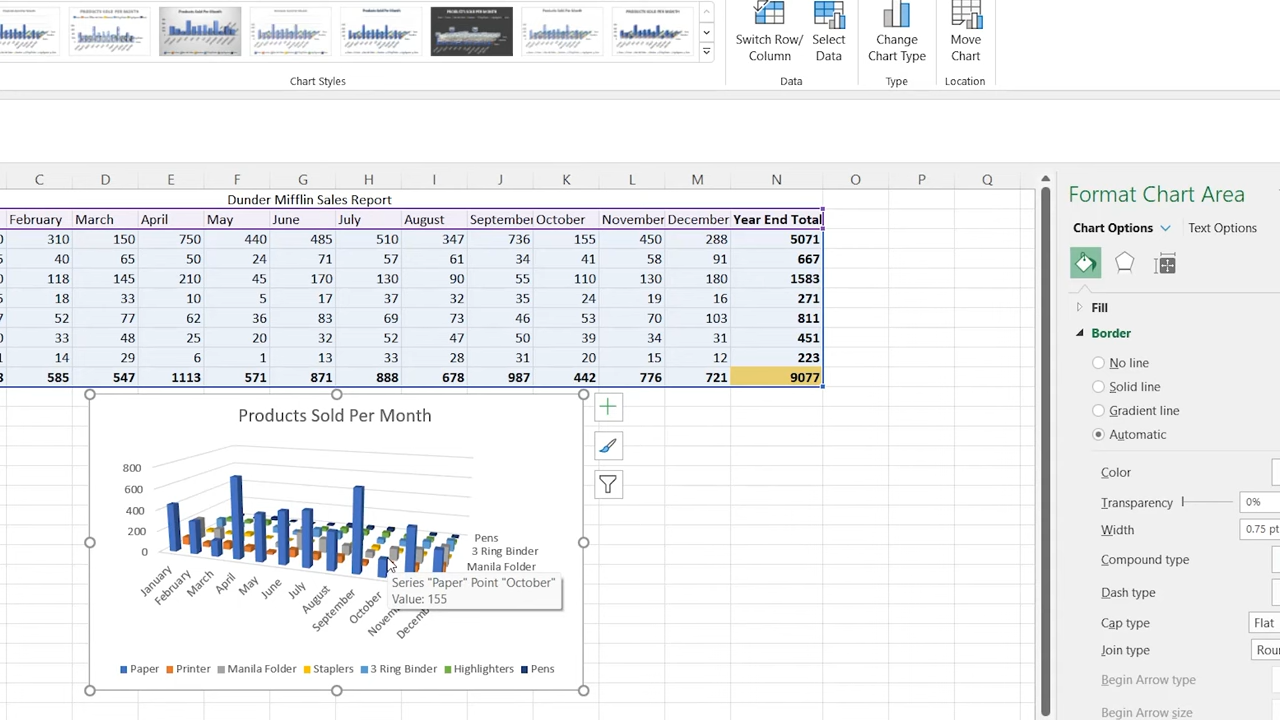 Switch Row/
Column
Select
Data
Change
Chart Type
Move
Chart
Chart Styles
Data
Type
Location
C D E F G H I J K L M N O P Q
Dunder Mifflin Sales Report
February March April May June July August September October November December Year End Total
310 150 750 440 485 510 347 736 155 450 288 5071
40 65 50 24 71 57 61 34 41 58 91 667
118 145 210 45 170 130 90 55 110 130 180 1583
18 33 10 5 17 37 32 35 24 19 16 271
52 77 62 36 83 69 73 46 53 70 103 811
33 48 25 20 32 52 47 50 39 34 31 451
14 29 6 1 13 33 28 31 20 15 12 223
585 547 1113 571 871 888 678 987 442 776 721 9077
Products Sold Per Month
800
600
400
200
0
Pens
3 Ring Binder
Manila Folder
January February March April May June July August September October
Series "Paper" Point "October"
Value: 155
Paper Printer Manila Folder Staplers 3 Ring Binder Highlighters Pens
Format Chart Area
Chart Options Text Options
Fill
Border
No line
Solid line
Gradient line
Automatic
Color
Transparency 0%
Width 0.75 pt
Compound type
Dash type
Cap type Flat
Join type
Begin Arrow type
Begin Arrow size